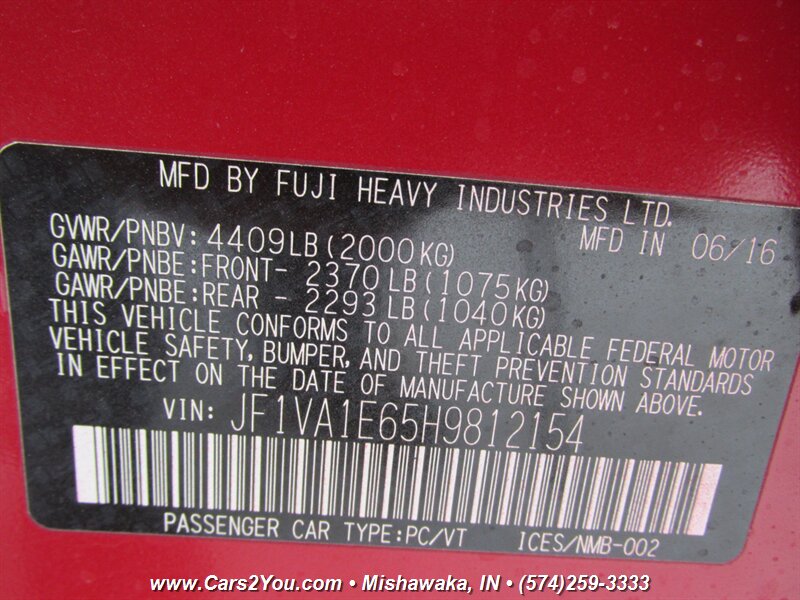 MFD BY FUJI HEAVY INDUSTRIES LTD.
GVWR/PNBV: 4409LB(2000KG) MFD IN 06/16
GAWR/PNBE:FRONT- 2370LB(1075KG)
GAWR/PNBE:REAR - 2293LB(1040KG)
THIS VEHICLE CONFORMS TO ALL APPLICABLE FEDERAL MOTOR
VEHICLE SAFETY, BUMPER, AND THEFT PREVENTION STANDARDS
IN EFFECT ON THE DATE OF MANUFACTURE SHOWN ABOVE.
VIN: JF1VA1E65H9812154
PASSENGER CAR TYPE:PC/VT ICES/NMB-002
www.Cars2You.com • Mishawaka, IN • (574)259-3333